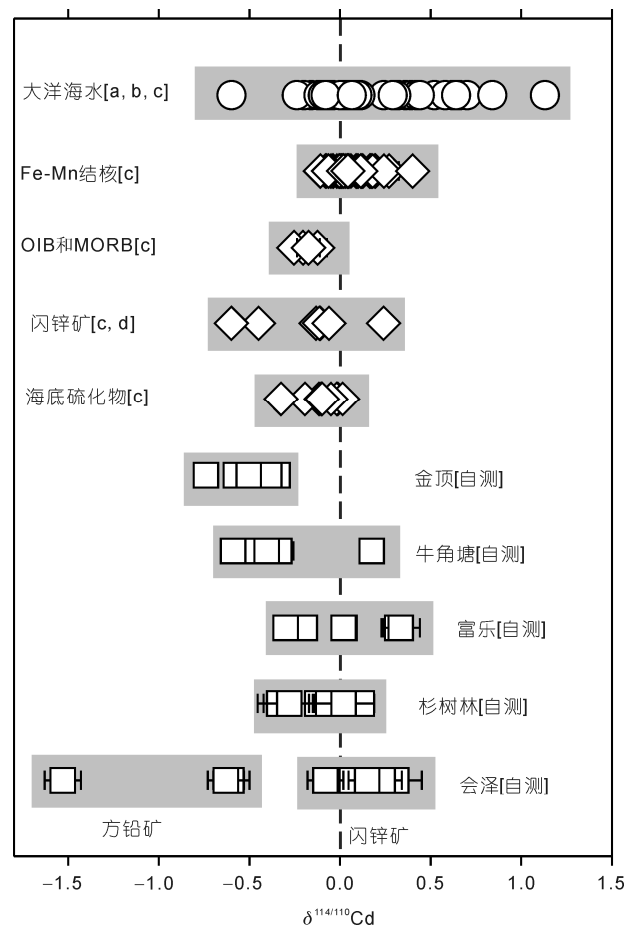 大洋海水[a, b, c]
Fe-Mn结核[c]
OIB和MORB[c]
闪锌矿[c, d]
海底硫化物[c]
金顶[自测]
牛角塘[自测]
富乐[自测]
杉树林[自测]
会泽[自测]
方铅矿
闪锌矿
−1.5 −1.0 −0.5 0.0 0.5 1.0 1.5
δ114/110Cd